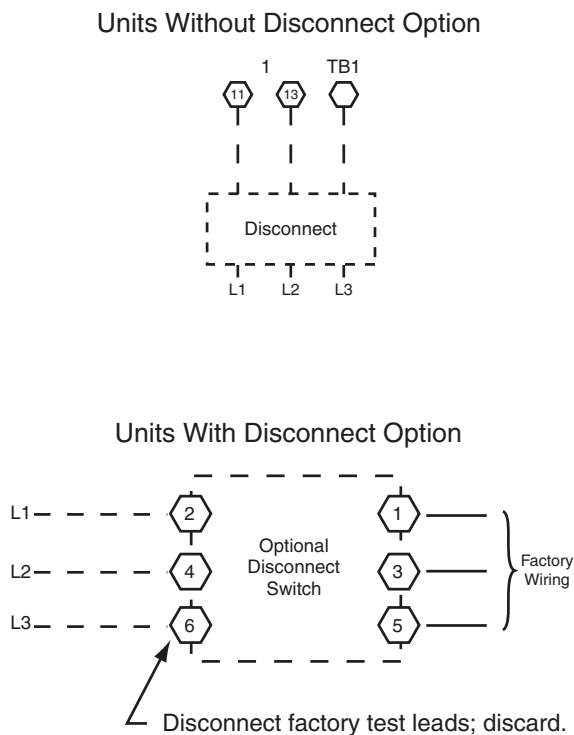 Units Without Disconnect Option
1 TB1
11 13
Disconnect
L1 L2 L3
Units With Disconnect Option
L1 2 1
L2 4 3
L3 6 5
Optional
Disconnect
Switch
Factory
Wiring
Disconnect factory test leads; discard.